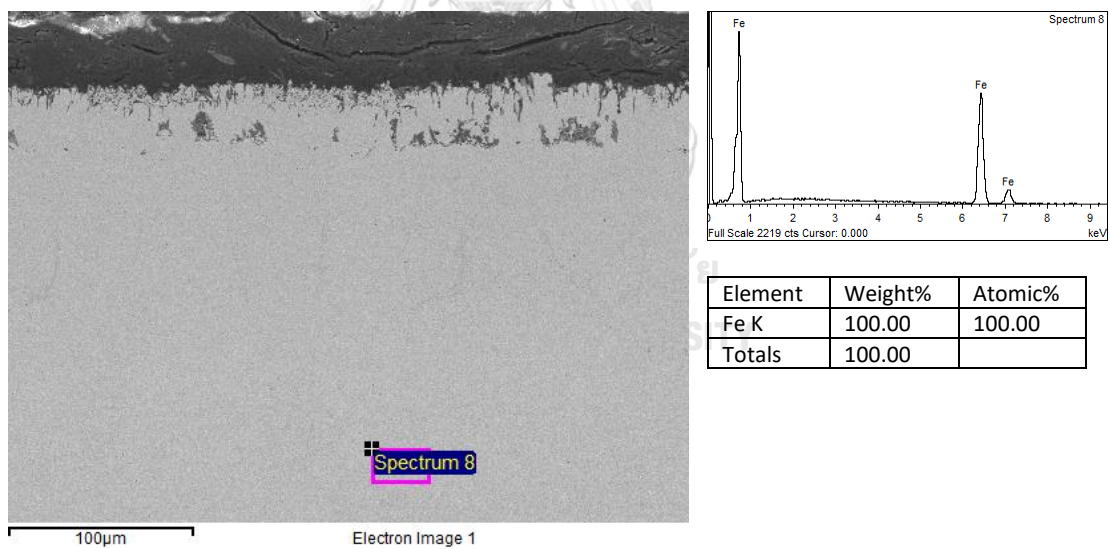 Spectrum 8
100µm
Electron Image 1
Spectrum 8
Fe
Fe
Fe
0 1 2 3 4 5 6 7 8 9
Full Scale 2219 cts Cursor: 0.000 keV
Element Weight% Atomic%
Fe K 100.00 100.00
Totals 100.00